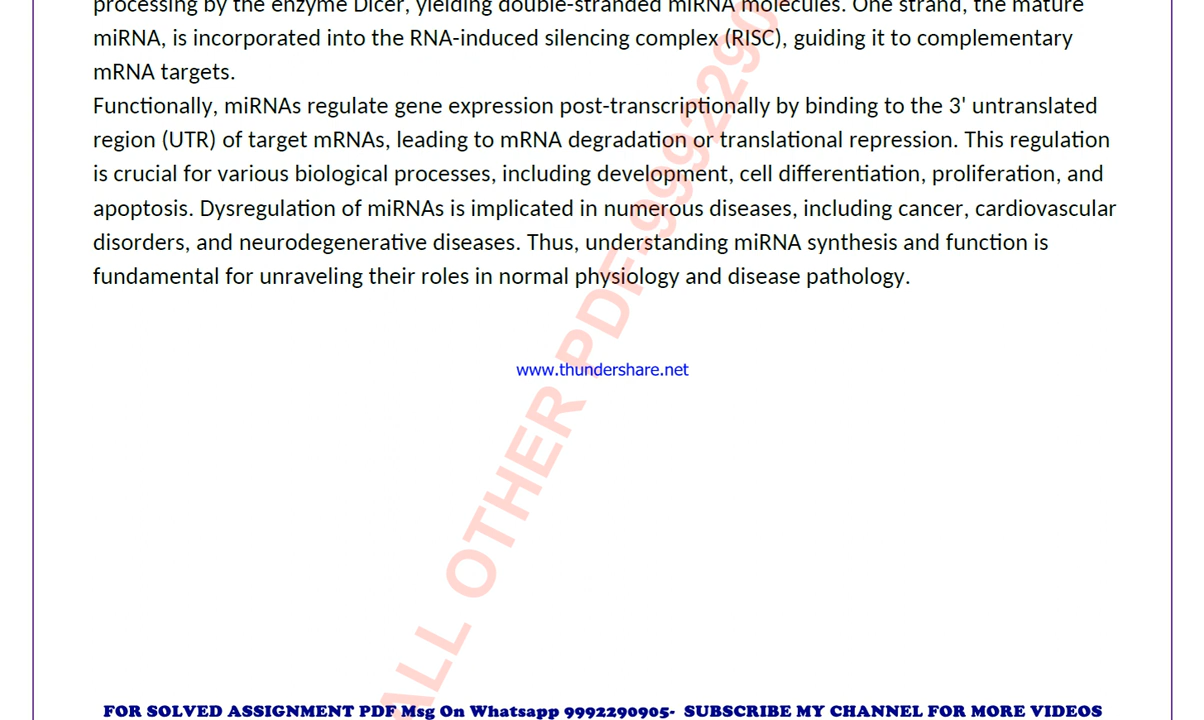 processing by the enzyme Dicer, yielding double-stranded miRNA molecules. One strand, the mature
miRNA, is incorporated into the RNA-induced silencing complex (RISC), guiding it to complementary
mRNA targets.
Functionally, miRNAs regulate gene expression post-transcriptionally by binding to the 3' untranslated
region (UTR) of target mRNAs, leading to mRNA degradation or translational repression. This regulation
is crucial for various biological processes, including development, cell differentiation, proliferation, and
apoptosis. Dysregulation of miRNAs is implicated in numerous diseases, including cancer, cardiovascular
disorders, and neurodegenerative diseases. Thus, understanding miRNA synthesis and function is
fundamental for unraveling their roles in normal physiology and disease pathology.
www.thundershare.net
ALL OTHER PDF-9992290
FOR SOLVED ASSIGNMENT PDF Msg On Whatsapp 9992290905- SUBSCRIBE MY CHANNEL FOR MORE VIDEOS